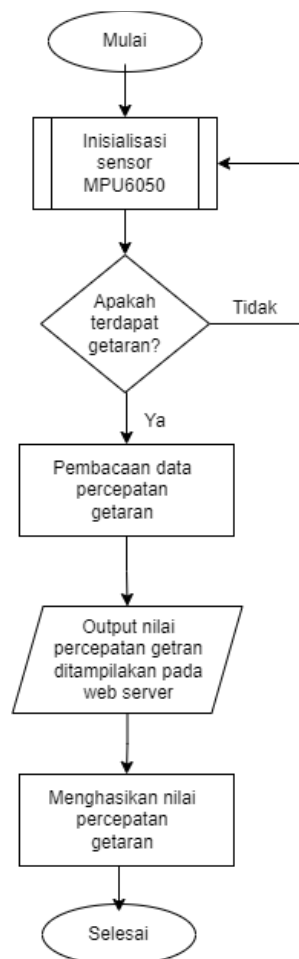 Mulai
Inisialisasi
sensor
MPU6050
Apakah
terdapat
getaran?
Tidak
Ya
Pembacaan data
percepatan
getaran
Output nilai
percepatan getran
ditampilakan pada
web server
Menghasikan nilai
percepatan
getaran
Selesai